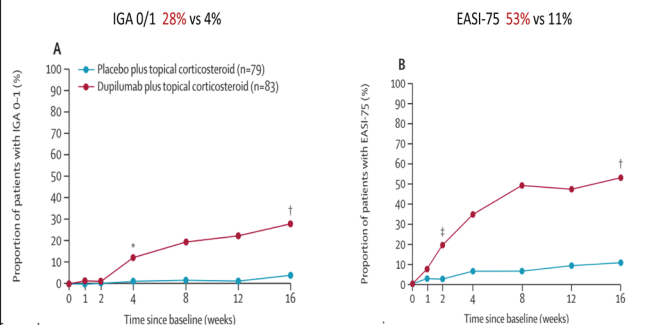 IGA 0/1 28% vs 4%
EASI-75 53% vs 11%
A
Proportion of patients with IGA 0–1 (%)
100
90
80
70
60
50
40
30
20
10
0
Placebo plus topical corticosteroid (n=79)
Dupilumab plus topical corticosteroid (n=83)
*
†
0 1 2 4 8 12 16
Time since baseline (weeks)
B
Proportion of patients with EASI-75 (%)
100
90
80
70
60
50
40
30
20
10
0
‡
†
0 1 2 4 8 12 16
Time since baseline (weeks)